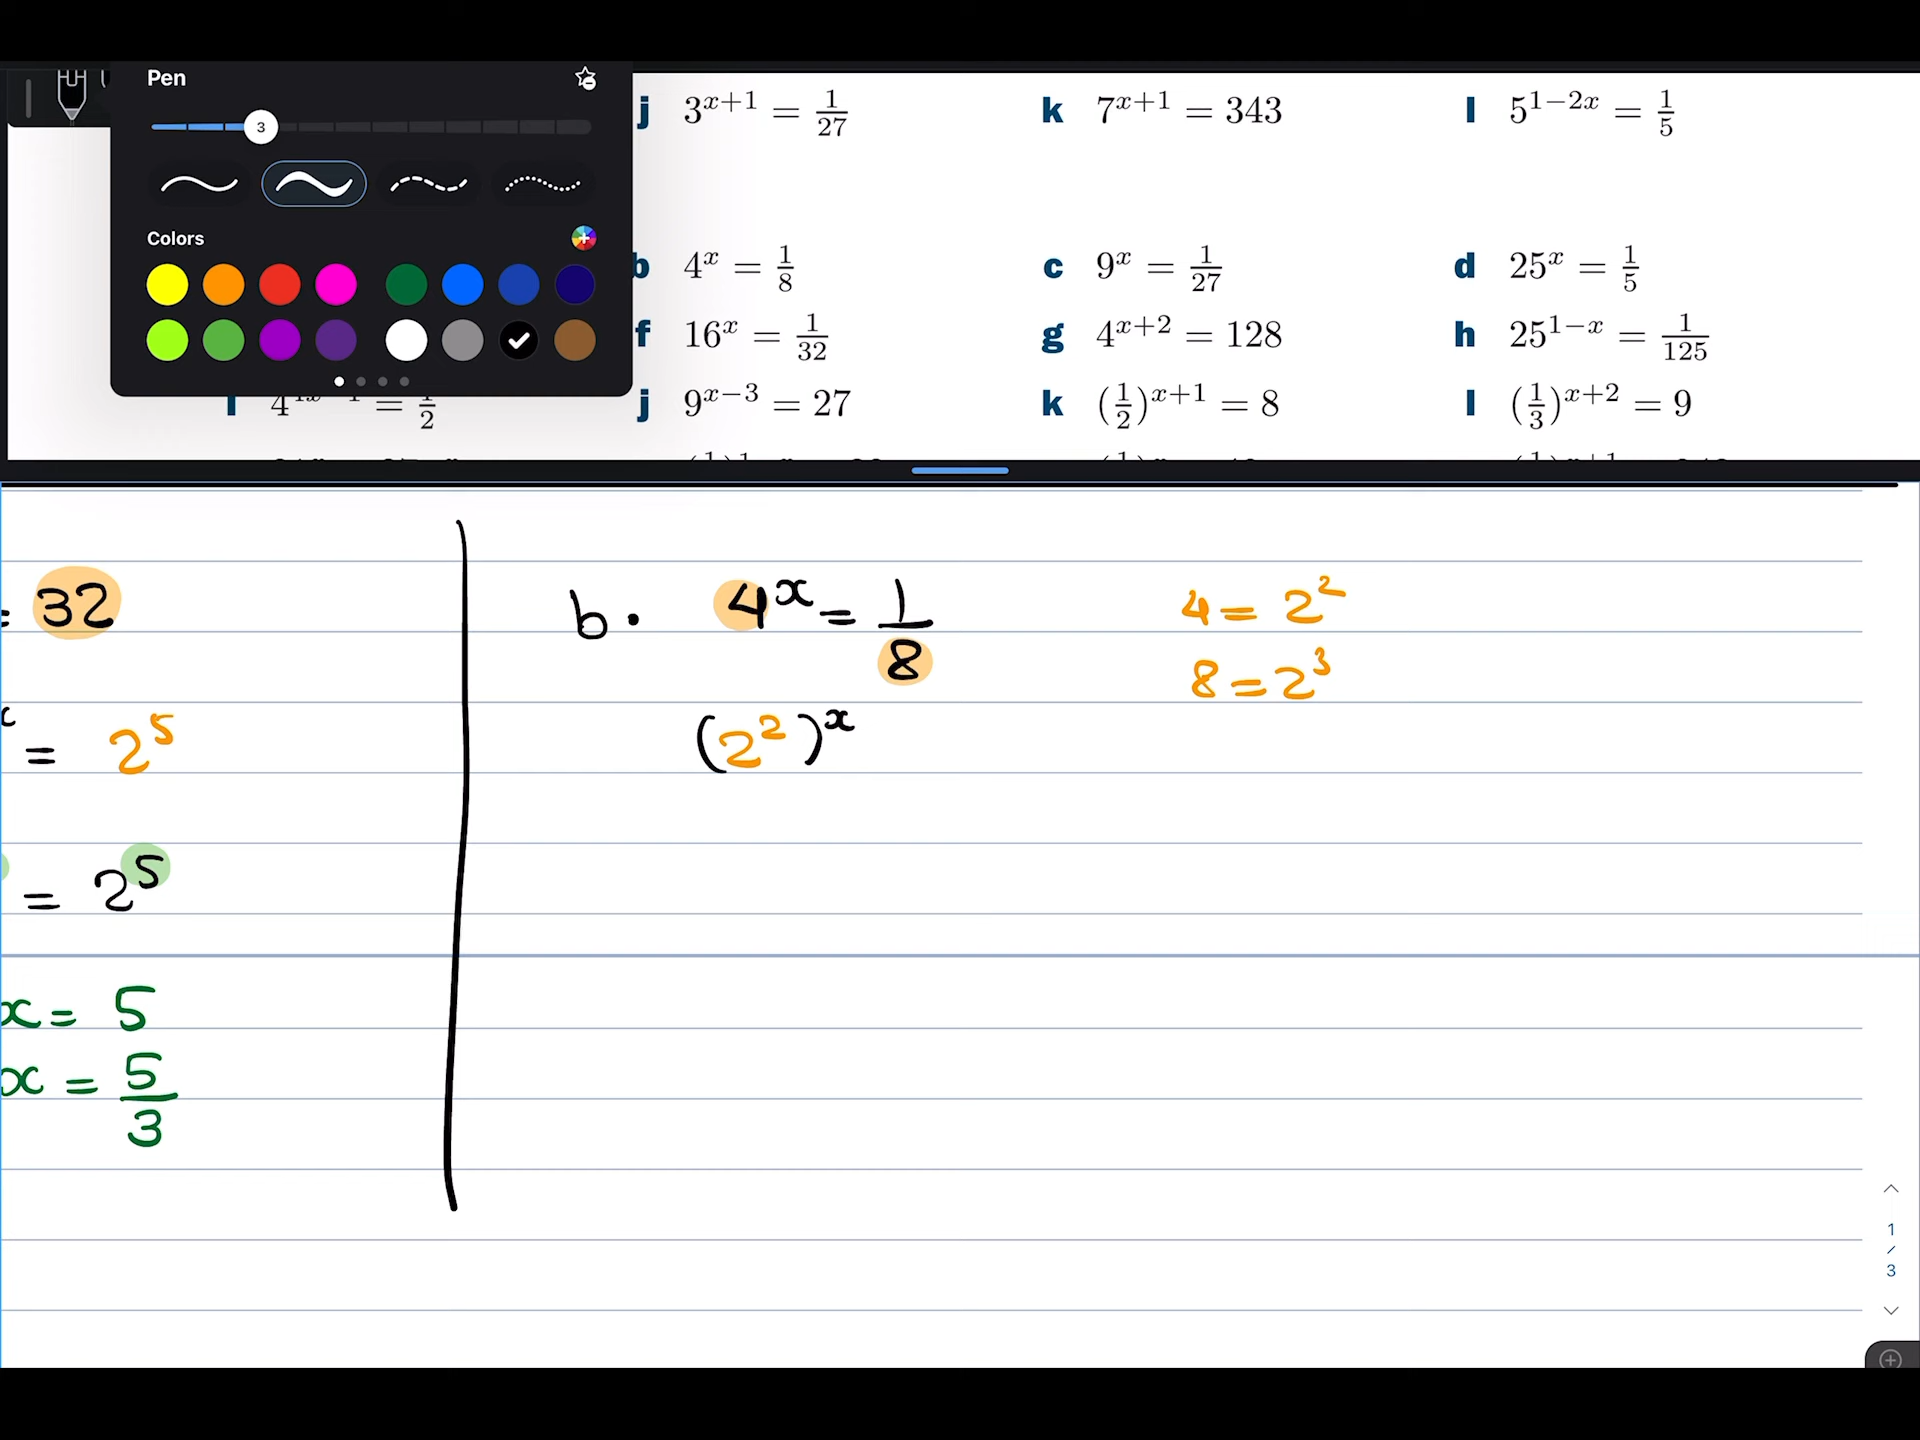 Pen
3
Colors
j 3^{x+1} = 1/27 k 7^{x+1} = 343 l 5^{1−2x} = 1/5
b 4^x = 1/8 c 9^x = 1/27 d 25^x = 1/5
f 16^x = 1/32 g 4^{x+2} = 128 h 25^{1−x} = 1/125
= 1/2 j 9^{x−3} = 27 k (1/2)^{x+1} = 8 l (1/3)^{x+2} = 9
= 32
= 2^5
= 2^5
x = 5
x = 5/3
b. 4^x = 1/8
(2^2)^x
4 = 2^2
8 = 2^3
1
/
3